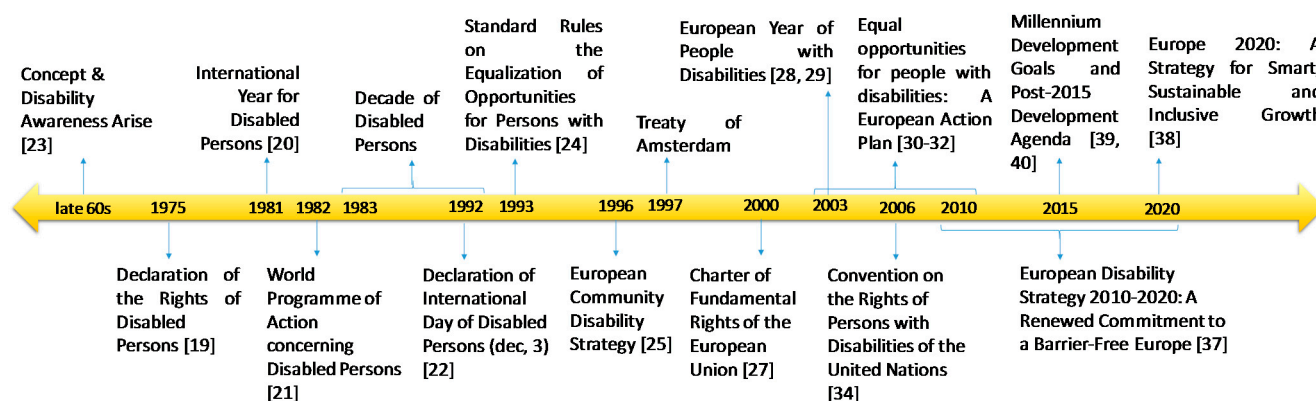 Concept &
Disability
Awareness Arise
[23]
International
Year for
Disabled
Persons [20]
Decade of
Disabled
Persons
Standard Rules
on the
Equalization of
Opportunities
for Persons with
Disabilities [24]
Treaty of
Amsterdam
European Year of
People with
Disabilities [28, 29]
Equal
opportunities
for people with
disabilities: A
European Action
Plan [30-32]
Millennium
Development
Goals and
Post-2015
Development
Agenda [39,
40]
Europe 2020: A
Strategy for Smart,
Sustainable and
Inclusive Growth
[38]
late 60s 1975 1981 1982 1983 1992 1993 1996 1997 2000 2003 2006 2010 2015 2020
Declaration of
the Rights of
Disabled
Persons [19]
World
Programme of
Action
concerning
Disabled Persons
[21]
Declaration of
International
Day of Disabled
Persons (dec, 3)
[22]
European
Community
Disability
Strategy [25]
Charter of
Fundamental
Rights of the
European
Union [27]
Convention on
the Rights of
Persons with
Disabilities of the
United Nations
[34]
European Disability
Strategy 2010-2020: A
Renewed Commitment to
a Barrier-Free Europe [37]